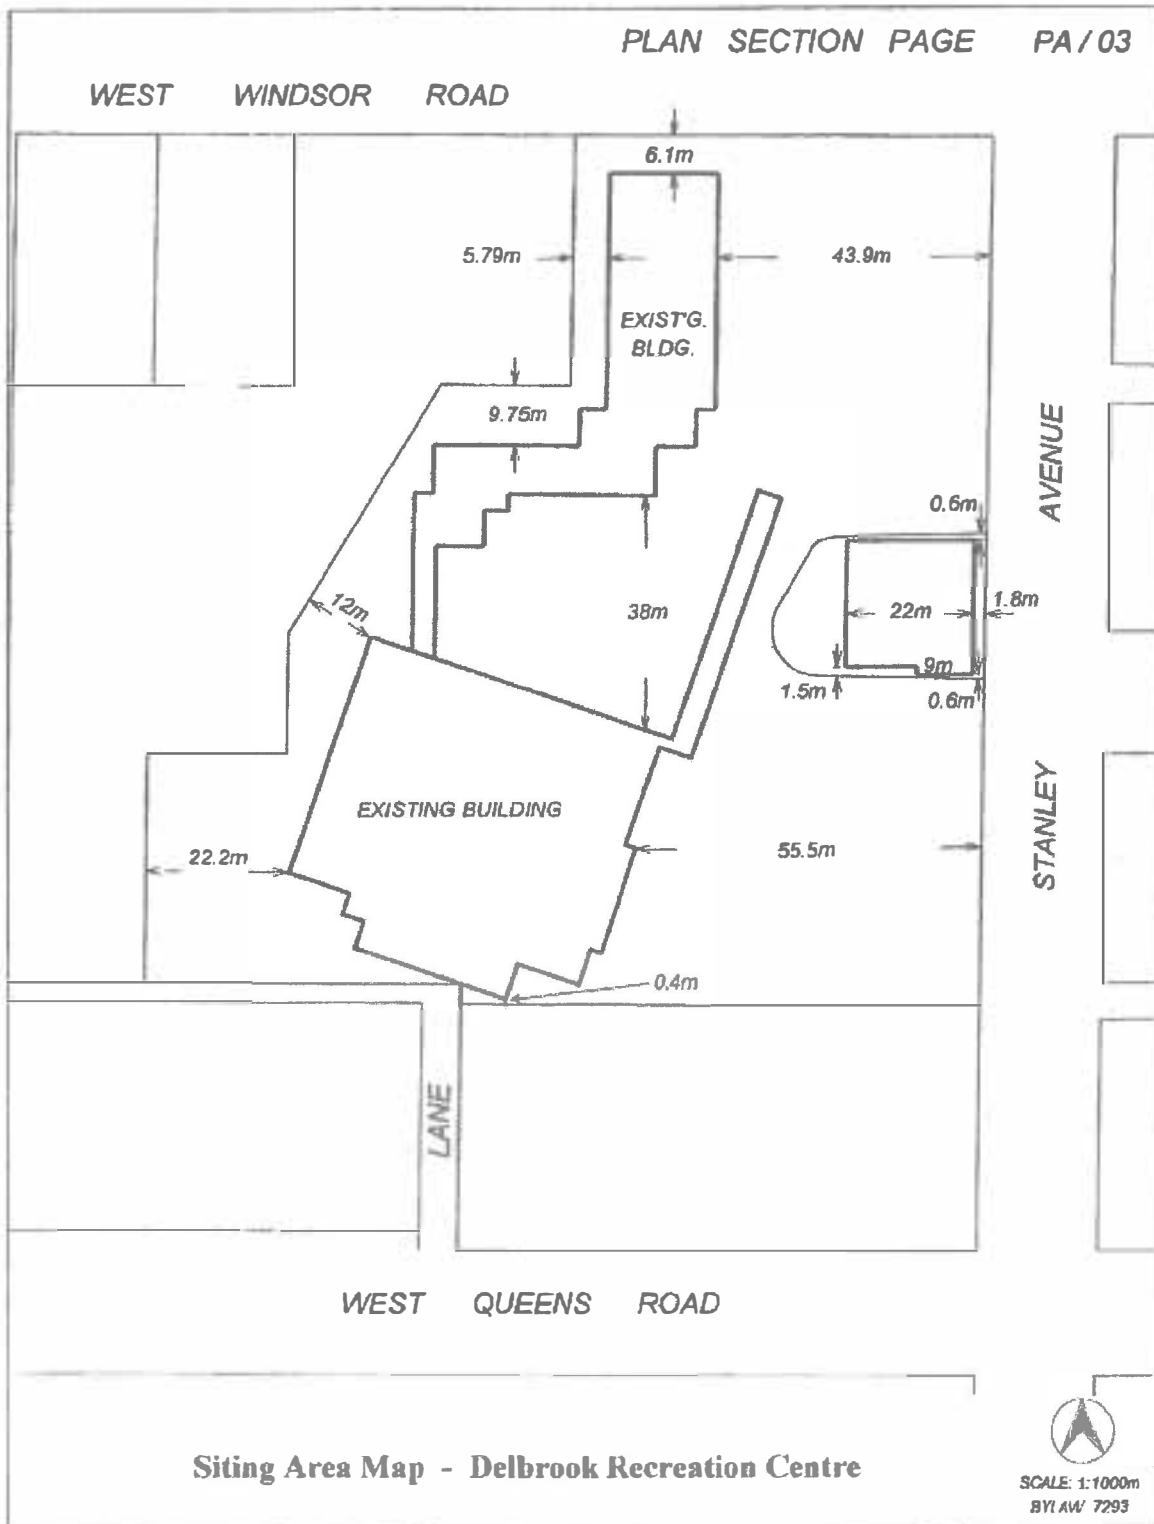 PLAN SECTION PAGE PA / 03
WEST WINDSOR ROAD
6.1m
5.79m
43.9m
EXIST'G.
BLDG.
9.75m
AVENUE
0.6m
12m
38m
22m
1.8m
9m
1.5m
0.6m
STANLEY
EXISTING BUILDING
22.2m
55.5m
0.4m
LANE
WEST QUEENS ROAD
Siting Area Map - Delbrook Recreation Centre
SCALE: 1:1000m
BYLAW 7293